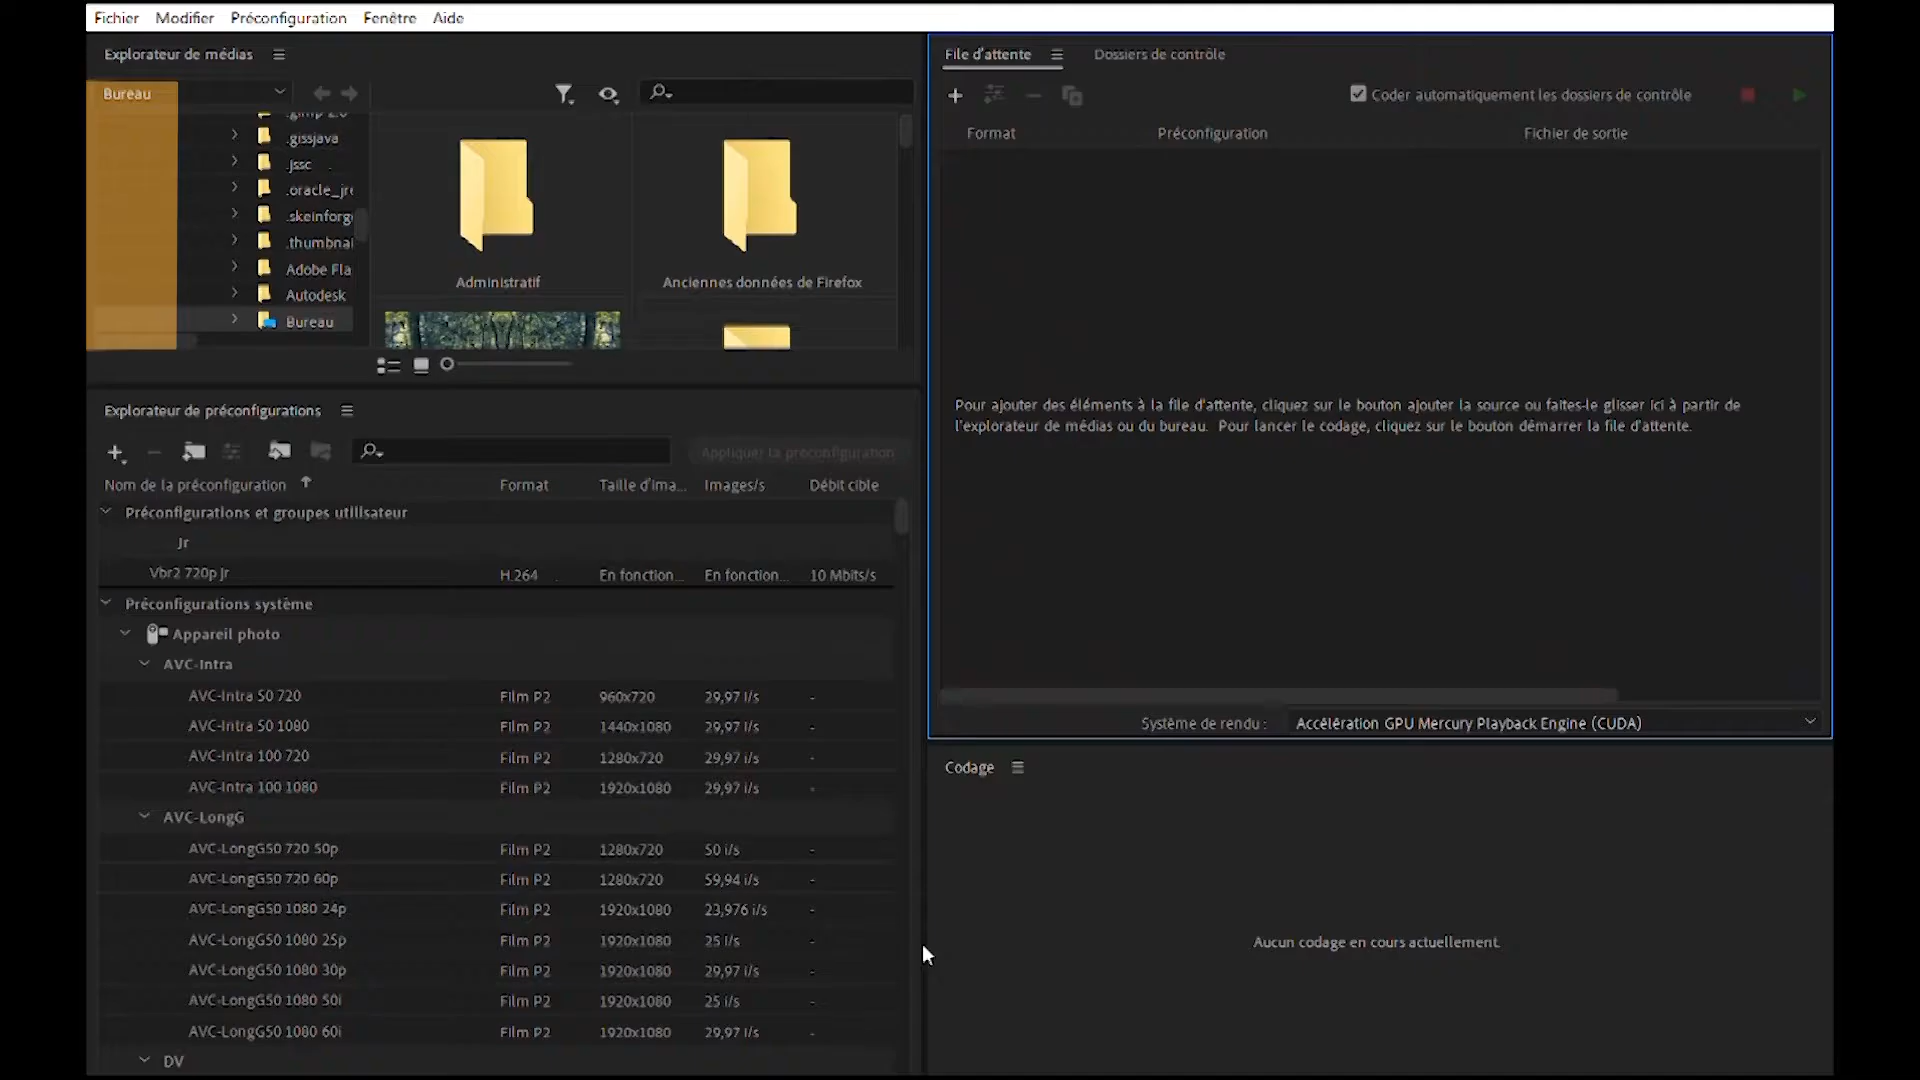 Fichier Modifier Préconfiguration Fenêtre Aide
Explorateur de médias
Bureau
.gimp 2.0
.gissjava
.jssc
.oracle_jre
.skeinforg
.thumbnai
Adobe Fla
Autodesk
Bureau
Administratif
Anciennes données de Firefox
Explorateur de préconfigurations
Appliquer la préconfiguration
Nom de la préconfiguration Format Taille d'ima... Images/s Débit cible
Préconfigurations et groupes utilisateur
Jr
Vbr2 720p Jr H.264 En fonction... En fonction... 10 Mbits/s
Préconfigurations système
Appareil photo
AVC-Intra
AVC-Intra 50 720 Film P2 960x720 29,97 i/s -
AVC-Intra 50 1080 Film P2 1440x1080 29,97 i/s -
AVC-Intra 100 720 Film P2 1280x720 29,97 i/s -
AVC-Intra 100 1080 Film P2 1920x1080 29,97 i/s -
AVC-LongG
AVC-LongG50 720 50p Film P2 1280x720 50 i/s -
AVC-LongG50 720 60p Film P2 1280x720 59,94 i/s -
AVC-LongG50 1080 24p Film P2 1920x1080 23,976 i/s -
AVC-LongG50 1080 25p Film P2 1920x1080 25 i/s -
AVC-LongG50 1080 30p Film P2 1920x1080 29,97 i/s -
AVC-LongG50 1080 50i Film P2 1920x1080 25 i/s -
AVC-LongG50 1080 60i Film P2 1920x1080 29,97 i/s -
DV
File d'attente Dossiers de contrôle
Coder automatiquement les dossiers de contrôle
Format Préconfiguration Fichier de sortie
Pour ajouter des éléments à la file d'attente, cliquez sur le bouton ajouter la source ou faites-le glisser ici à partir de
l'explorateur de médias ou du bureau. Pour lancer le codage, cliquez sur le bouton démarrer la file d'attente.
Système de rendu : Accélération GPU Mercury Playback Engine (CUDA)
Codage
Aucun codage en cours actuellement.